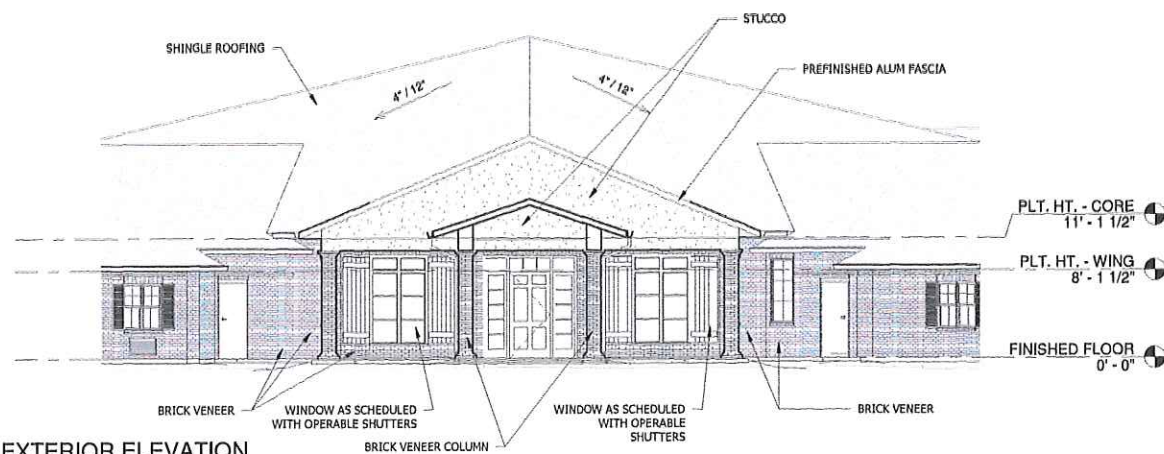 STUCCO
SHINGLE ROOFING
PREFINISHED ALUM FASCIA
4"/12"
4"/12"
PLT. HT. - CORE
11' - 1 1/2"
PLT. HT. - WING
8' - 1 1/2"
FINISHED FLOOR
0' - 0"
BRICK VENEER
WINDOW AS SCHEDULED
WITH OPERABLE SHUTTERS
BRICK VENEER COLUMN
WINDOW AS SCHEDULED
WITH OPERABLE
SHUTTERS
BRICK VENEER
EXTERIOR ELEVATION